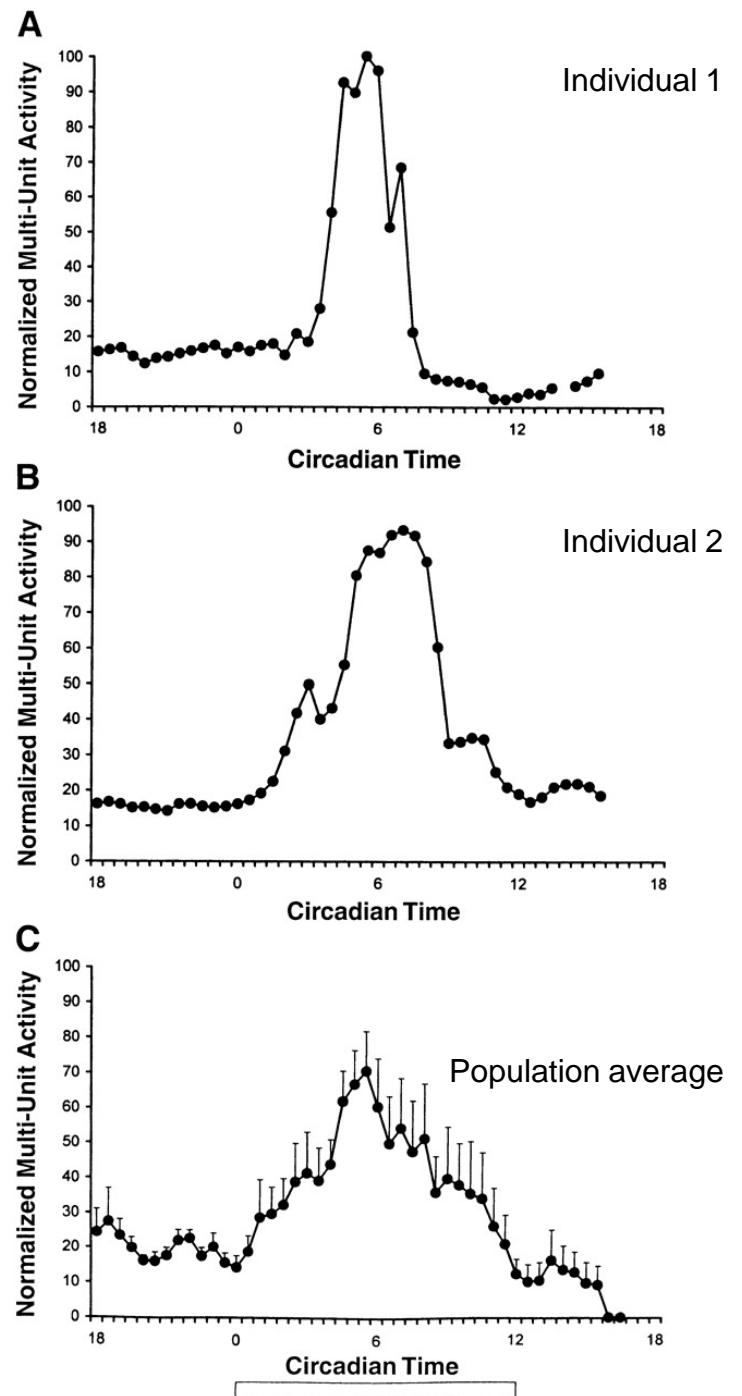 A
Normalized Multi-Unit Activity
100
90
80
70
60
50
40
30
20
10
0
Individual 1
18 0 6 12 18
Circadian Time
B
Normalized Multi-Unit Activity
100
90
80
70
60
50
40
30
20
10
0
Individual 2
18 0 6 12 18
Circadian Time
C
Normalized Multi-Unit Activity
100
90
80
70
60
50
40
30
20
10
0
Population average
18 0 6 12 18
Circadian Time